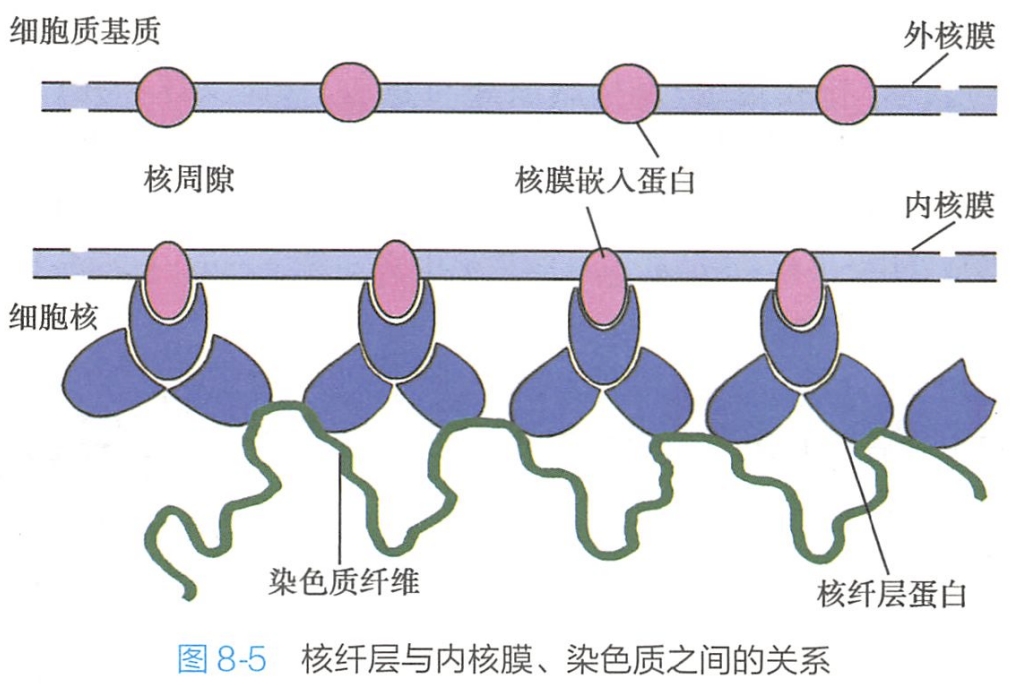 细胞质基质
外核膜
核周隙
核膜嵌入蛋白
内核膜
细胞核
染色质纤维
核纤层蛋白
图 8-5 核纤层与内核膜、染色质之间的关系